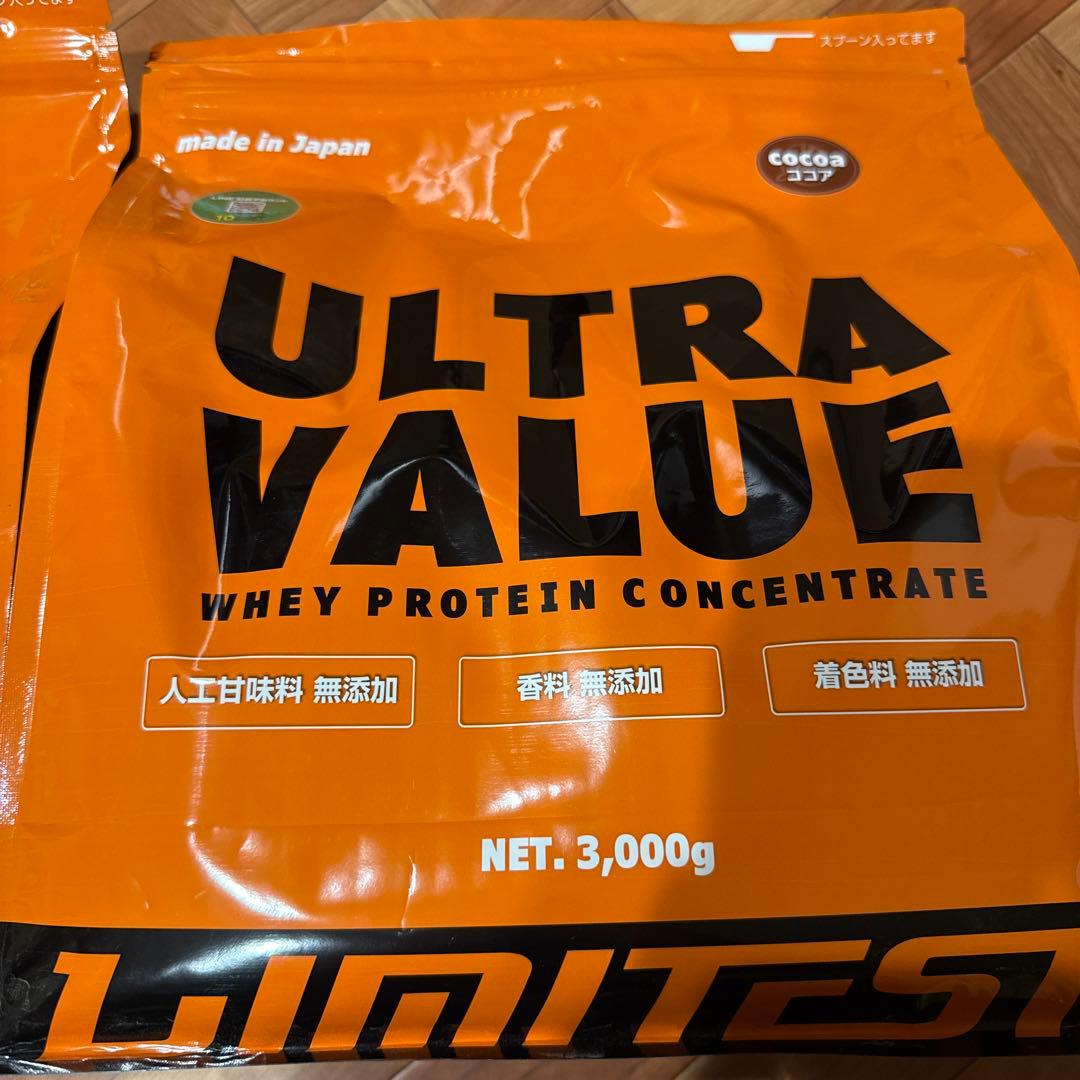 スプーン入ってます
made in Japan
cocoa
ココア
10
ULTRA
VALUE
WHEY PROTEIN CONCENTRATE
人工甘味料 無添加
香料 無添加
着色料 無添加
NET. 3,000g
LIMITEST